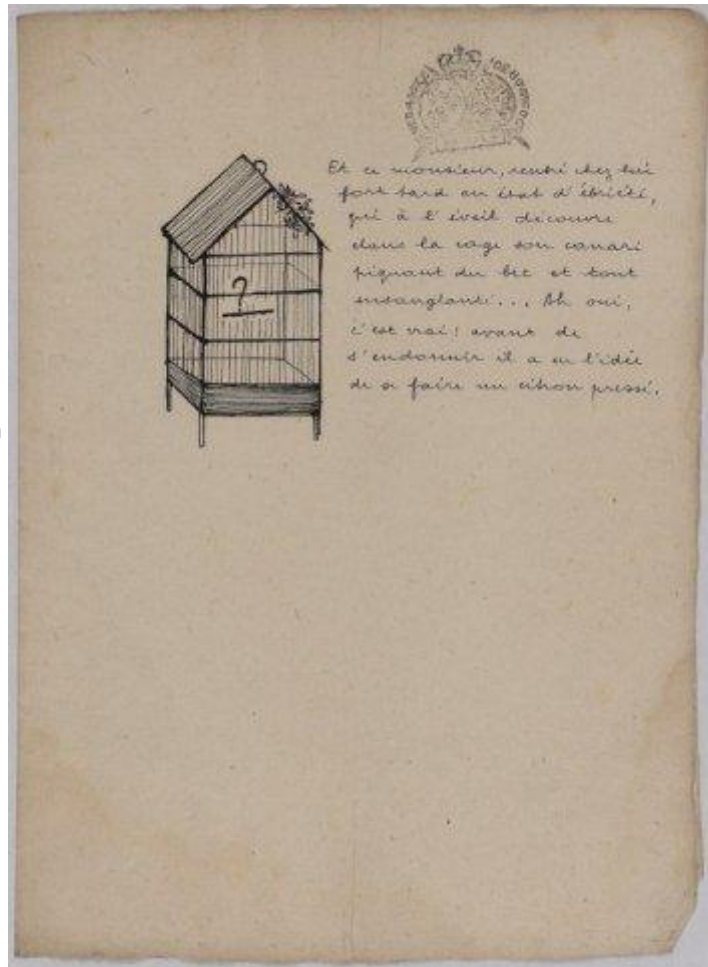 Et ce monsieur, rentré chez lui
fort tard en état d'ébriété,
qui à l'éveil découvre
dans la cage son canari
piquant du bec et tout
ensanglanté... Ah oui,
c'est vrai! avant de
s'endormir il a eu l'idée
de se faire un citron pressé.
?